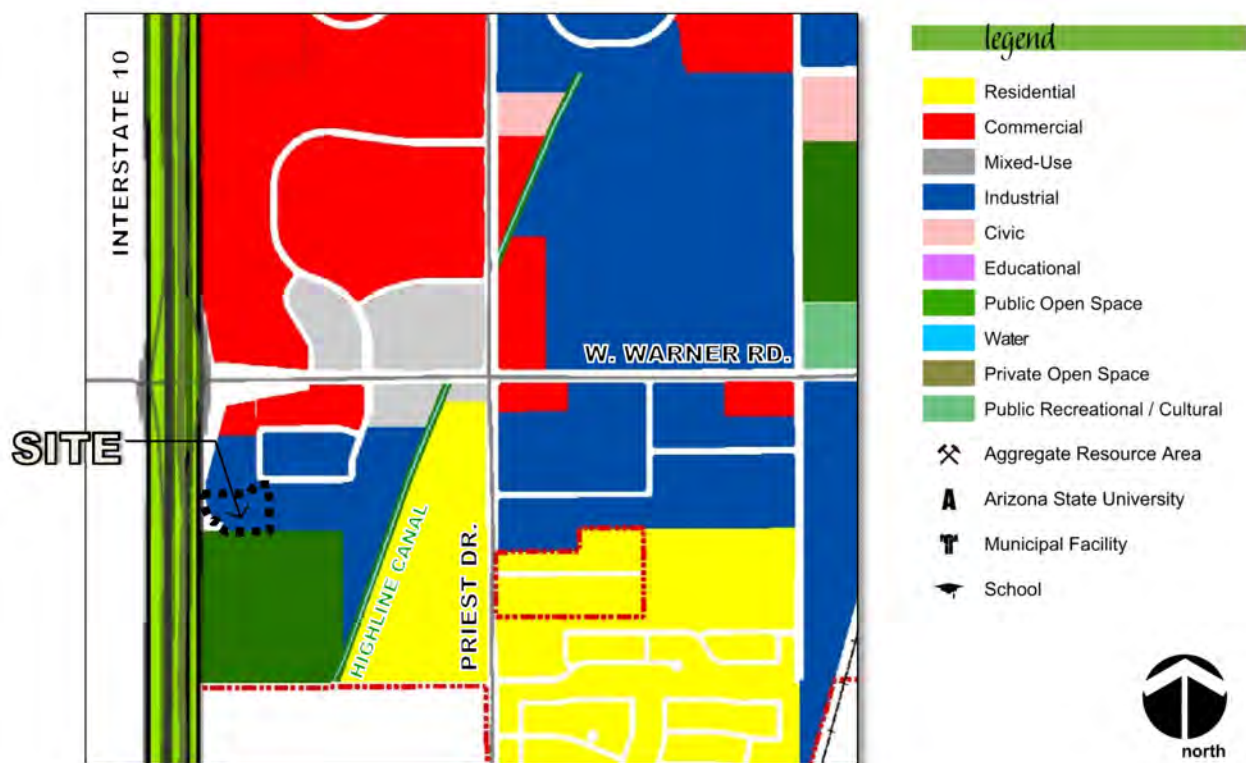 INTERSTATE 10
W. WARNER RD.
SITE
HIGHLINE CANAL
PRIEST DR.
legend
Residential
Commercial
Mixed-Use
Industrial
Civic
Educational
Public Open Space
Water
Private Open Space
Public Recreational / Cultural
Aggregate Resource Area
A Arizona State University
Municipal Facility
School
north